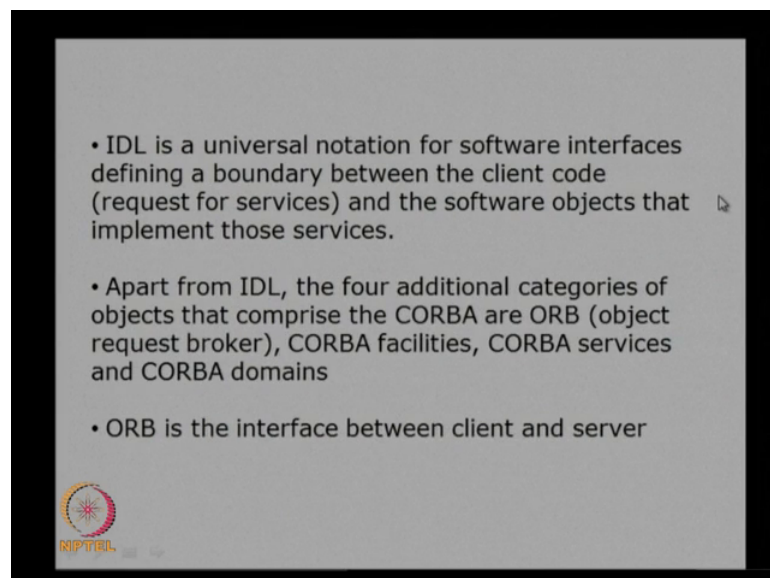 • IDL is a universal notation for software interfaces
defining a boundary between the client code
(request for services) and the software objects that
implement those services.
• Apart from IDL, the four additional categories of
objects that comprise the CORBA are ORB (object
request broker), CORBA facilities, CORBA services
and CORBA domains
• ORB is the interface between client and server
NPTEL